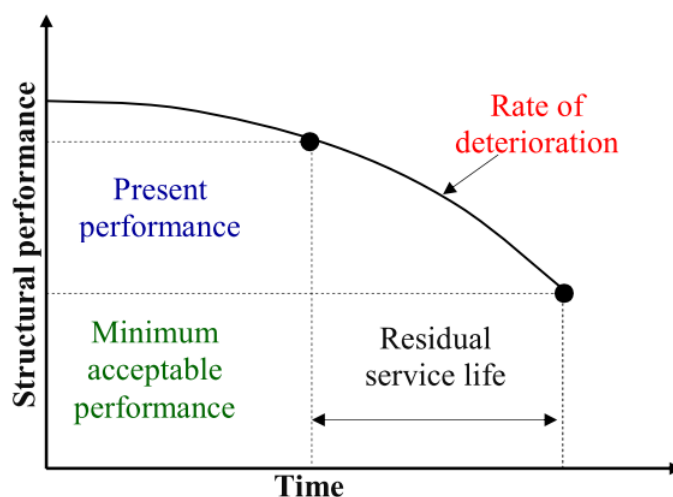 Structural performance
Rate of
deterioration
Present
performance
Minimum
acceptable
performance
Residual
service life
Time